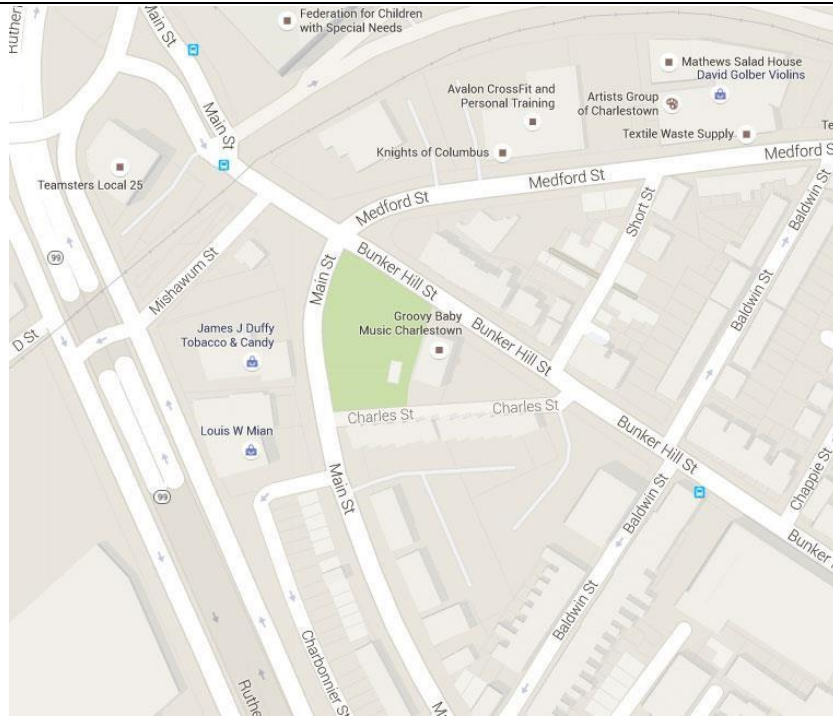 Ruther
Main St
Federation for Children
with Special Needs
Main St
Mathews Salad House
David Golber Violins
Avalon CrossFit and
Personal Training
Artists Group
of Charlestown
Textile Waste Supply
Te
Knights of Columbus
Medford S
Teamsters Local 25
Medford St
Medford St
Short St
Baldwin St
99
Mishawum St
Main St
Bunker Hill St
Groovy Baby
Music Charlestown
James J Duffy
Tobacco & Candy
D St
Bunker Hill St
Baldwin St
Charles St
Charles St
Louis W Mian
Bunker Hill St
Main St
Baldwin St
Chappie St
99
Bunker H
Baldwin St
Charbonnier St
Ruthe
Ma